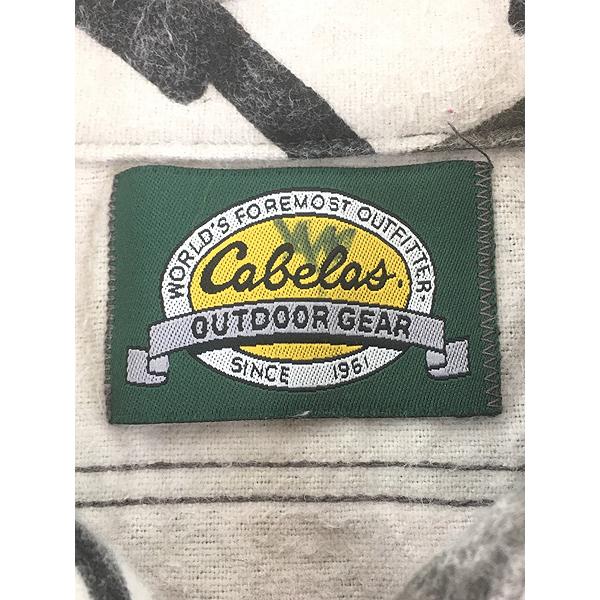 WORLD'S FOREMOST OUTFITTER.
Cabelas.
OUTDOOR GEAR
SINCE 1961